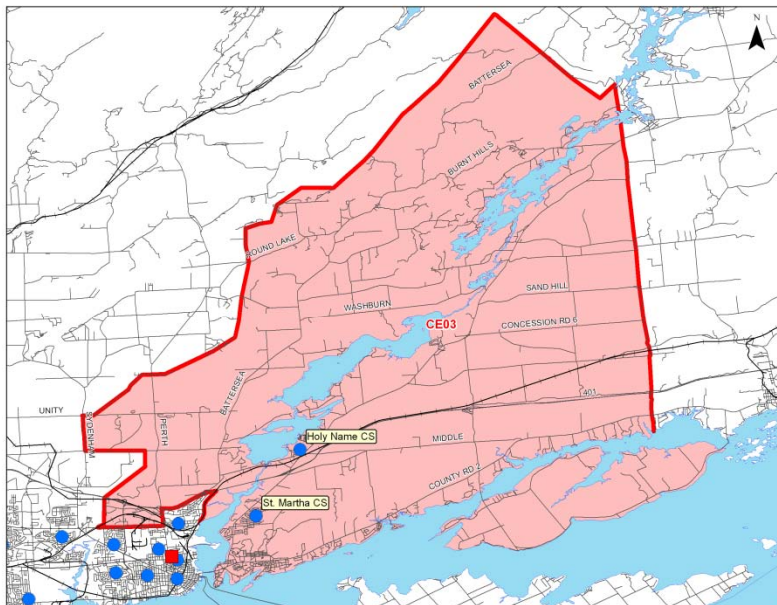 N
BATTERSEA
BURNT HILLS
ROUND LAKE
SAND HILL
WASHBURN
CONCESSION RD 6
CE03
401
BATTERSEA
UNITY
SYDENHAM
PERTH
Holy Name CS
MIDDLE
COUNTY RD 2
St. Martha CS